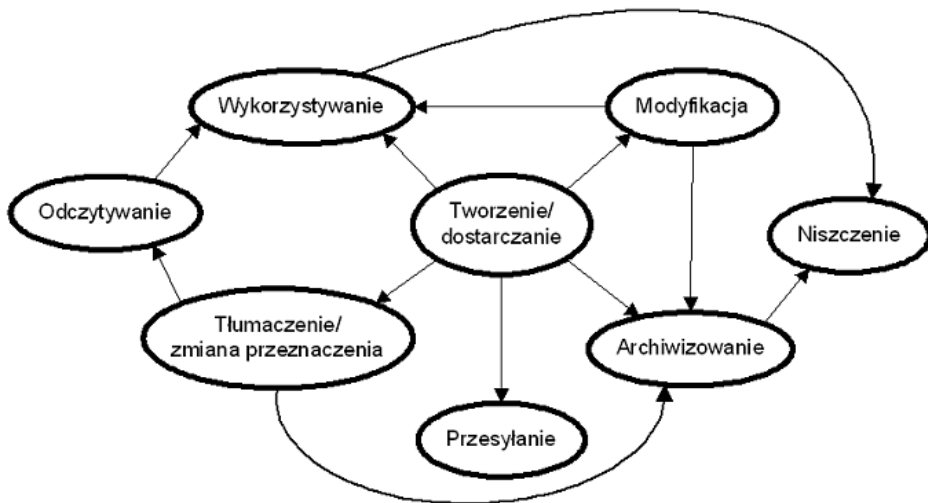 Wykorzystywanie
Modyfikacja
Odczytywanie
Tworzenie/
dostarczanie
Niszczenie
Tłumaczenie/
zmiana przeznaczenia
Archiwizowanie
Przesyłanie